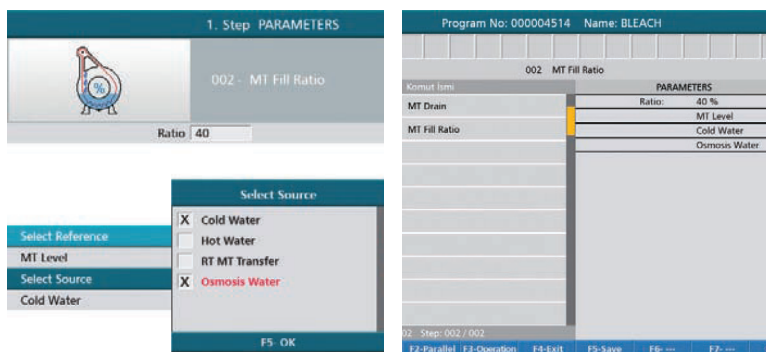 1. Step PARAMETERS
%
002 - MT Fill Ratio
Ratio 40
Select Source
X Cold Water
Hot Water
RT MT Transfer
X Osmosis Water
F5- OK
Select Reference
MT Level
Select Source
Cold Water
Program No: 000004514 Name: BLEACH
002 MT Fill Ratio
Komut İsmi
PARAMETERS
MT Drain
MT Fill Ratio
Ratio: 40 %
MT Level
Cold Water
Osmosis Water
02 Step: 002 / 002
F2-Parallel F3-Operation F4-Exit F5-Save F6- --- F7- ---